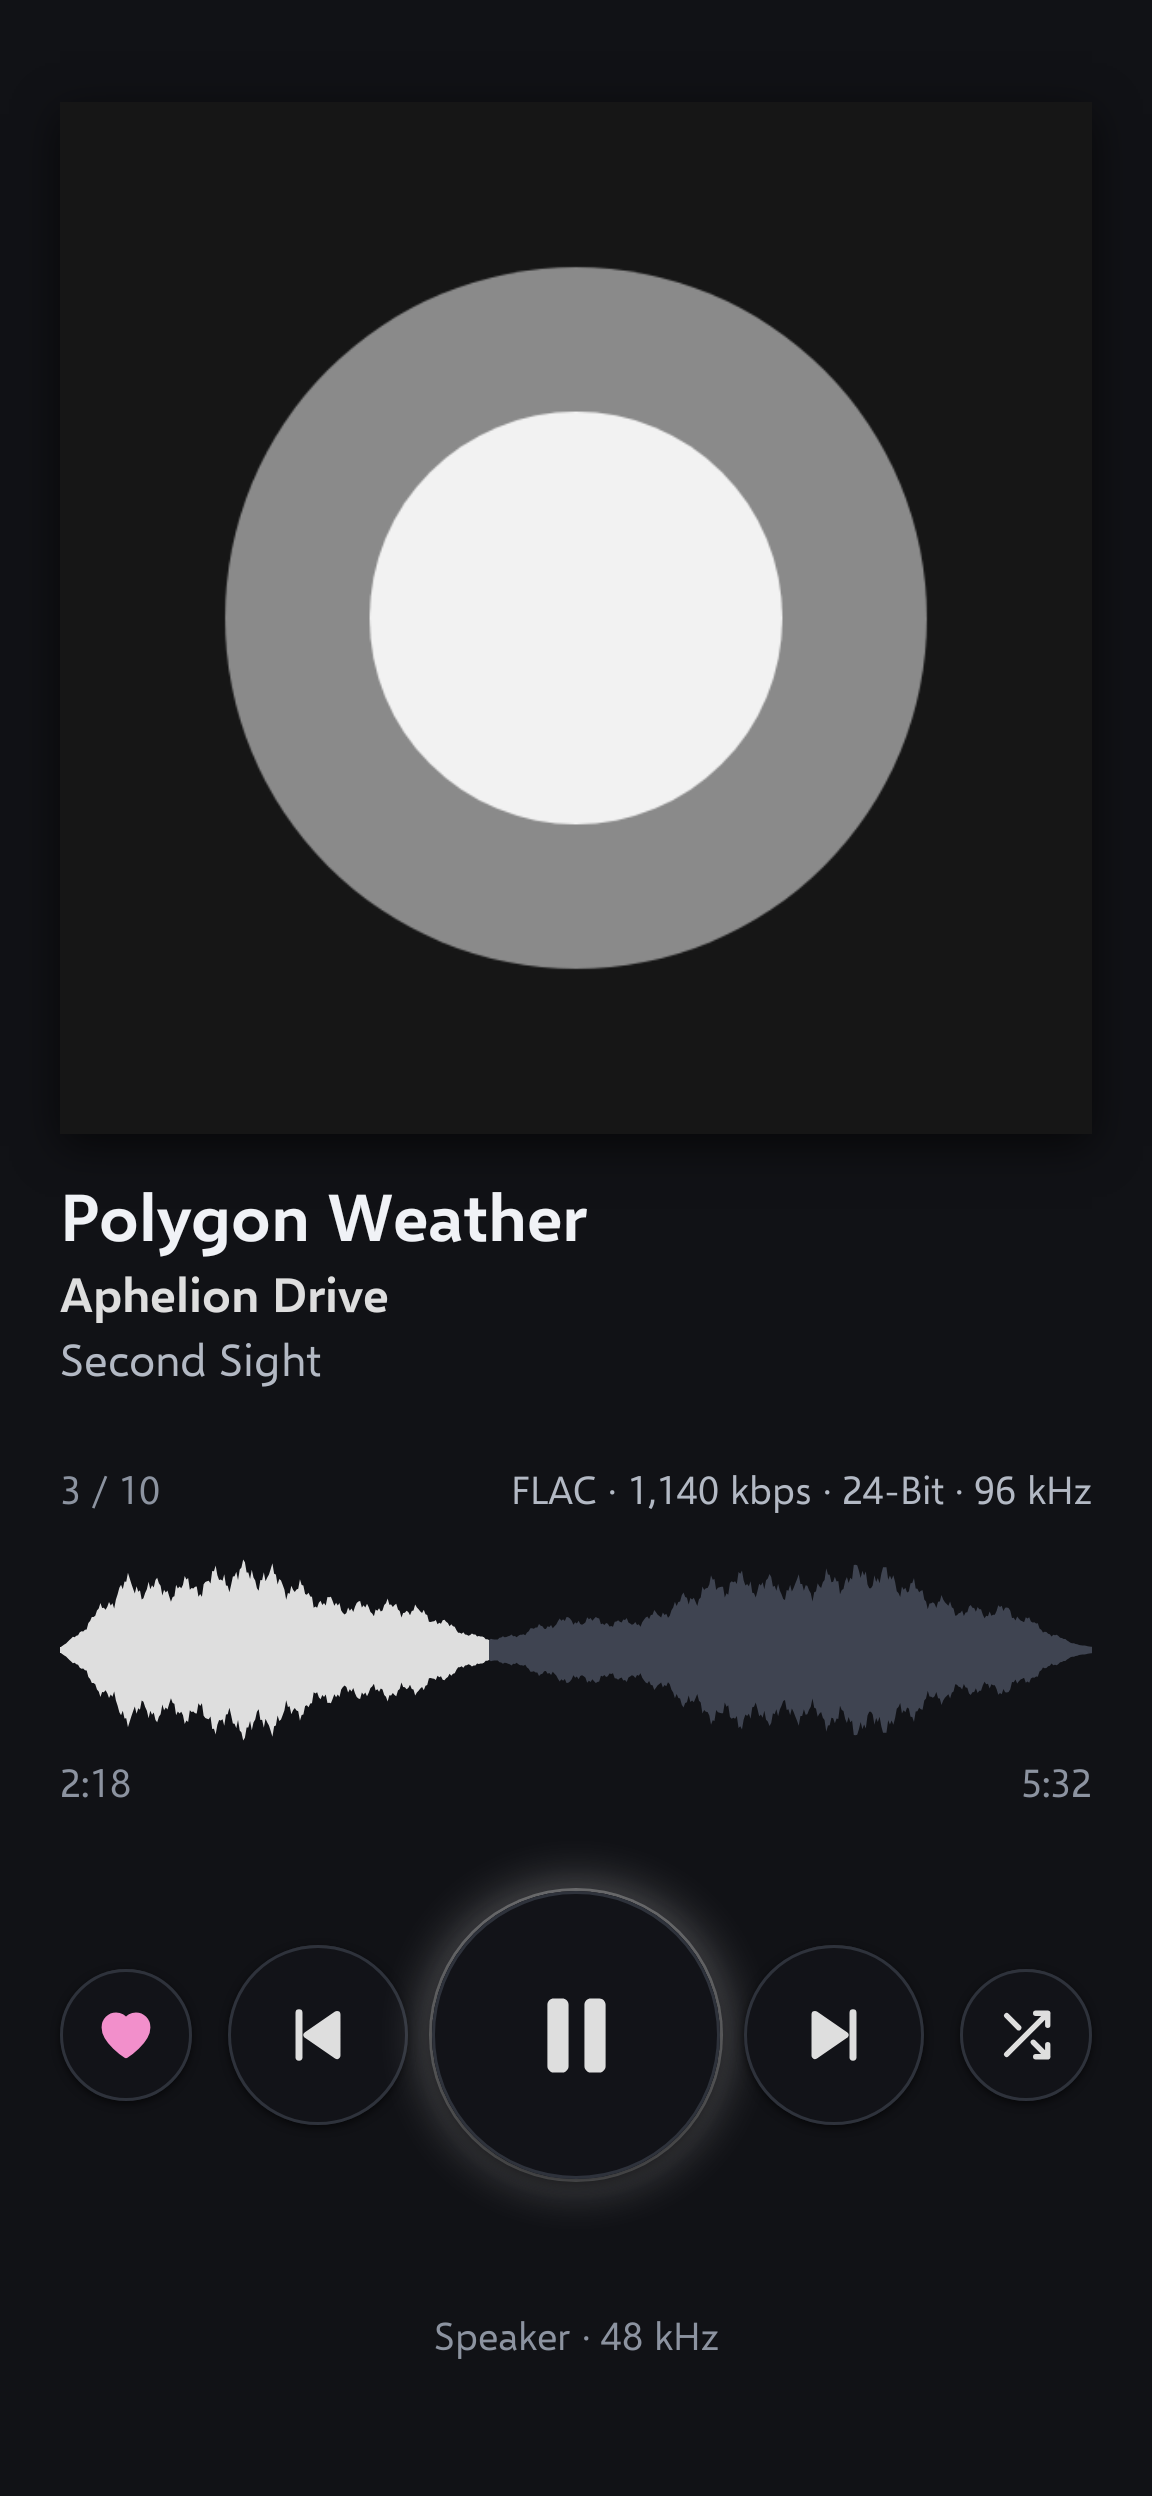 Polygon Weather
Aphelion Drive
Second Sight
3 / 10
FLAC · 1,140 kbps · 24-Bit · 96 kHz
2:18
5:32
Speaker · 48 kHz